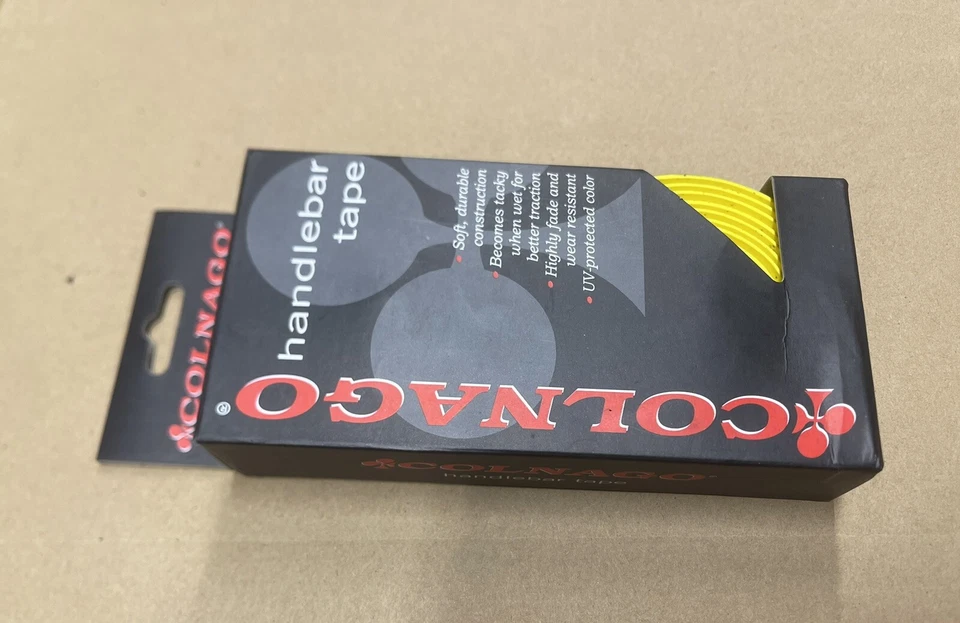 COLNAGO
handlebar
tape
• Soft, durable
construction
• Becomes tacky
when wet for
better traction
• Highly fade and
wear resistant
• UV-protected color
COLNAGO®
COLNAGO
handlebar tape